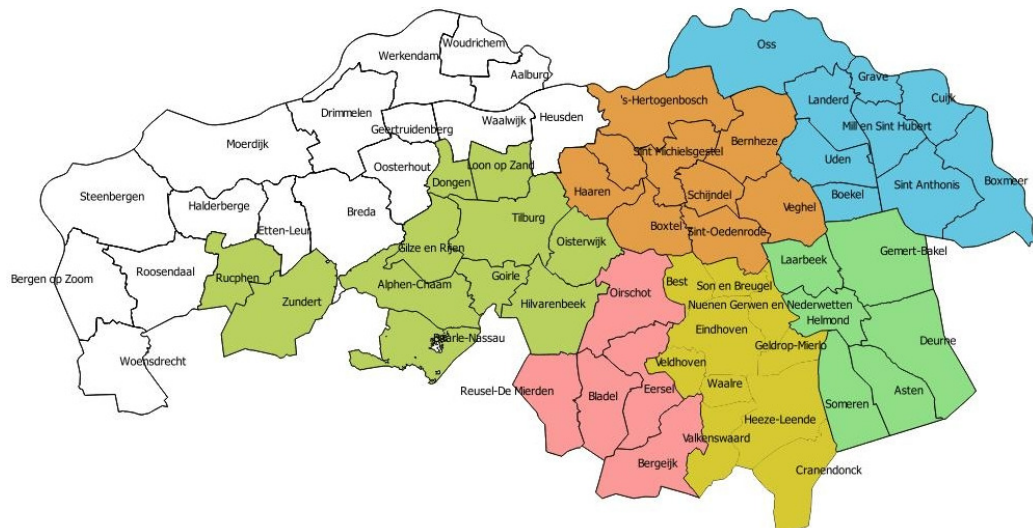 Woudrichem
Oss
Werkendam
Aalburg
Grave
Cuijk
's-Hertogenbosch
Landerd
Drimmelen
Heusden
Geertruidenberg
Waalwijk
Mill en Sint Hubert
Bernheze
Moerdijk
Sint Michielsgestel
Oosterhout
Loon op Zand
Uden
Dongen
Sint Anthonis
Boxmeer
Steenbergen
Haaren
Schijndel
Boekel
Halderberge
Breda
Tilburg
Veghel
Etten-Leur
Boxtel
Sint-Oedenrode
Oisterwijk
Gilze en Rijen
Gemert-Bakel
Laarbeek
Roosendaal
Bergen op Zoom
Rucphen
Goirle
Oirschot
Best
Son en Breugel
Alphen-Chaam
Zundert
Hilvarenbeek
Nuenen Gerwen en
Nederwetten
Helmond
Eindhoven
Baarle-Nassau
Deurne
Geldrop-Mierlo
Woensdrecht
Veldhoven
Reusel-De Mierden
Bladel
Eersel
Waalre
Asten
Someren
Heeze-Leende
Valkenswaard
Bergeijk
Cranendonck